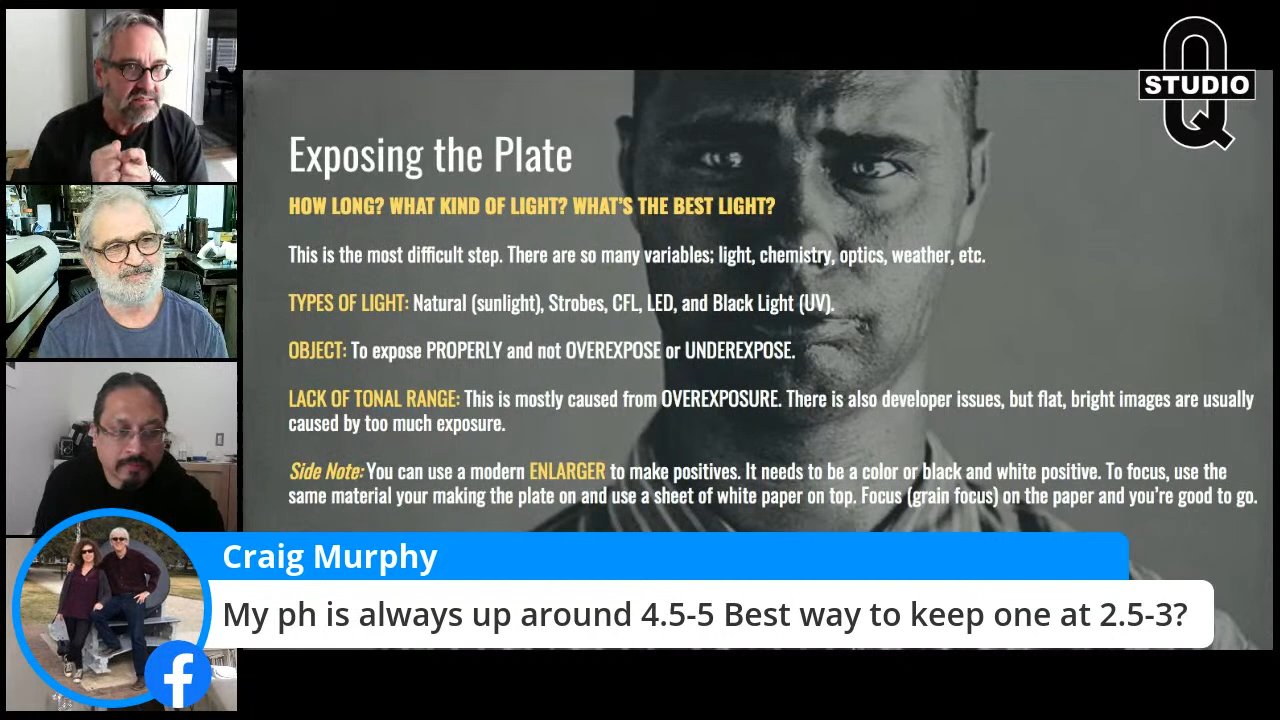 STUDIO
Q
Exposing the Plate
HOW LONG? WHAT KIND OF LIGHT? WHAT'S THE BEST LIGHT?
This is the most difficult step. There are so many variables; light, chemistry, optics, weather, etc.
TYPES OF LIGHT: Natural (sunlight), Strobes, CFL, LED, and Black Light (UV).
OBJECT: To expose PROPERLY and not OVEREXPOSE or UNDEREXPOSE.
LACK OF TONAL RANGE: This is mostly caused from OVEREXPOSURE. There is also developer issues, but flat, bright images are usually
caused by too much exposure.
Side Note: You can use a modern ENLARGER to make positives. It needs to be a color or black and white positive. To focus, use the
same material your making the plate on and use a sheet of white paper on top. Focus (grain focus) on the paper and you're good to go.
Craig Murphy
My ph is always up around 4.5-5 Best way to keep one at 2.5-3?
f